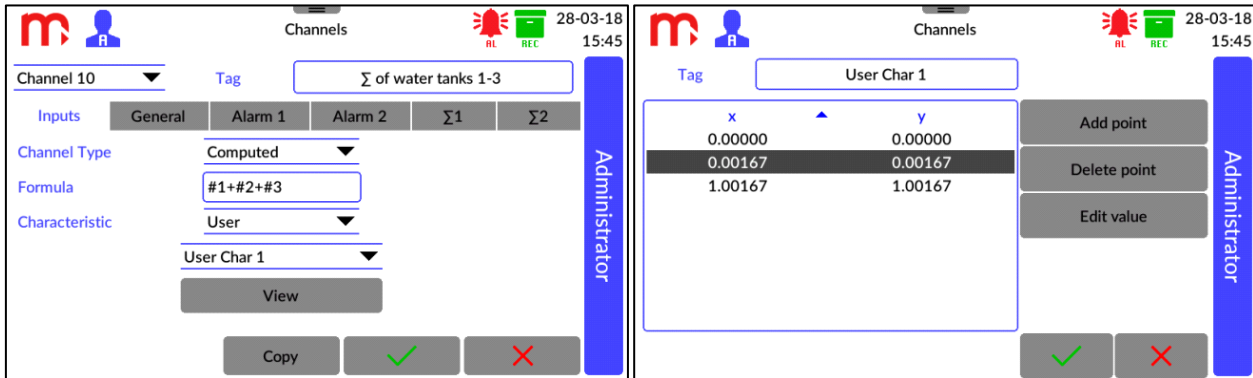 m A Channels AL REC 28-03-18
15:45
Channel 10 Tag ∑ of water tanks 1-3
Inputs General Alarm 1 Alarm 2 ∑1 ∑2
Channel Type Computed
Formula #1+#2+#3
Characteristic User
User Char 1
View
Copy
Administrator
m A Channels AL REC 28-03-18
15:45
Tag User Char 1
x y
0.00000 0.00000
0.00167 0.00167
1.00167 1.00167
Add point
Delete point
Edit value
Administrator